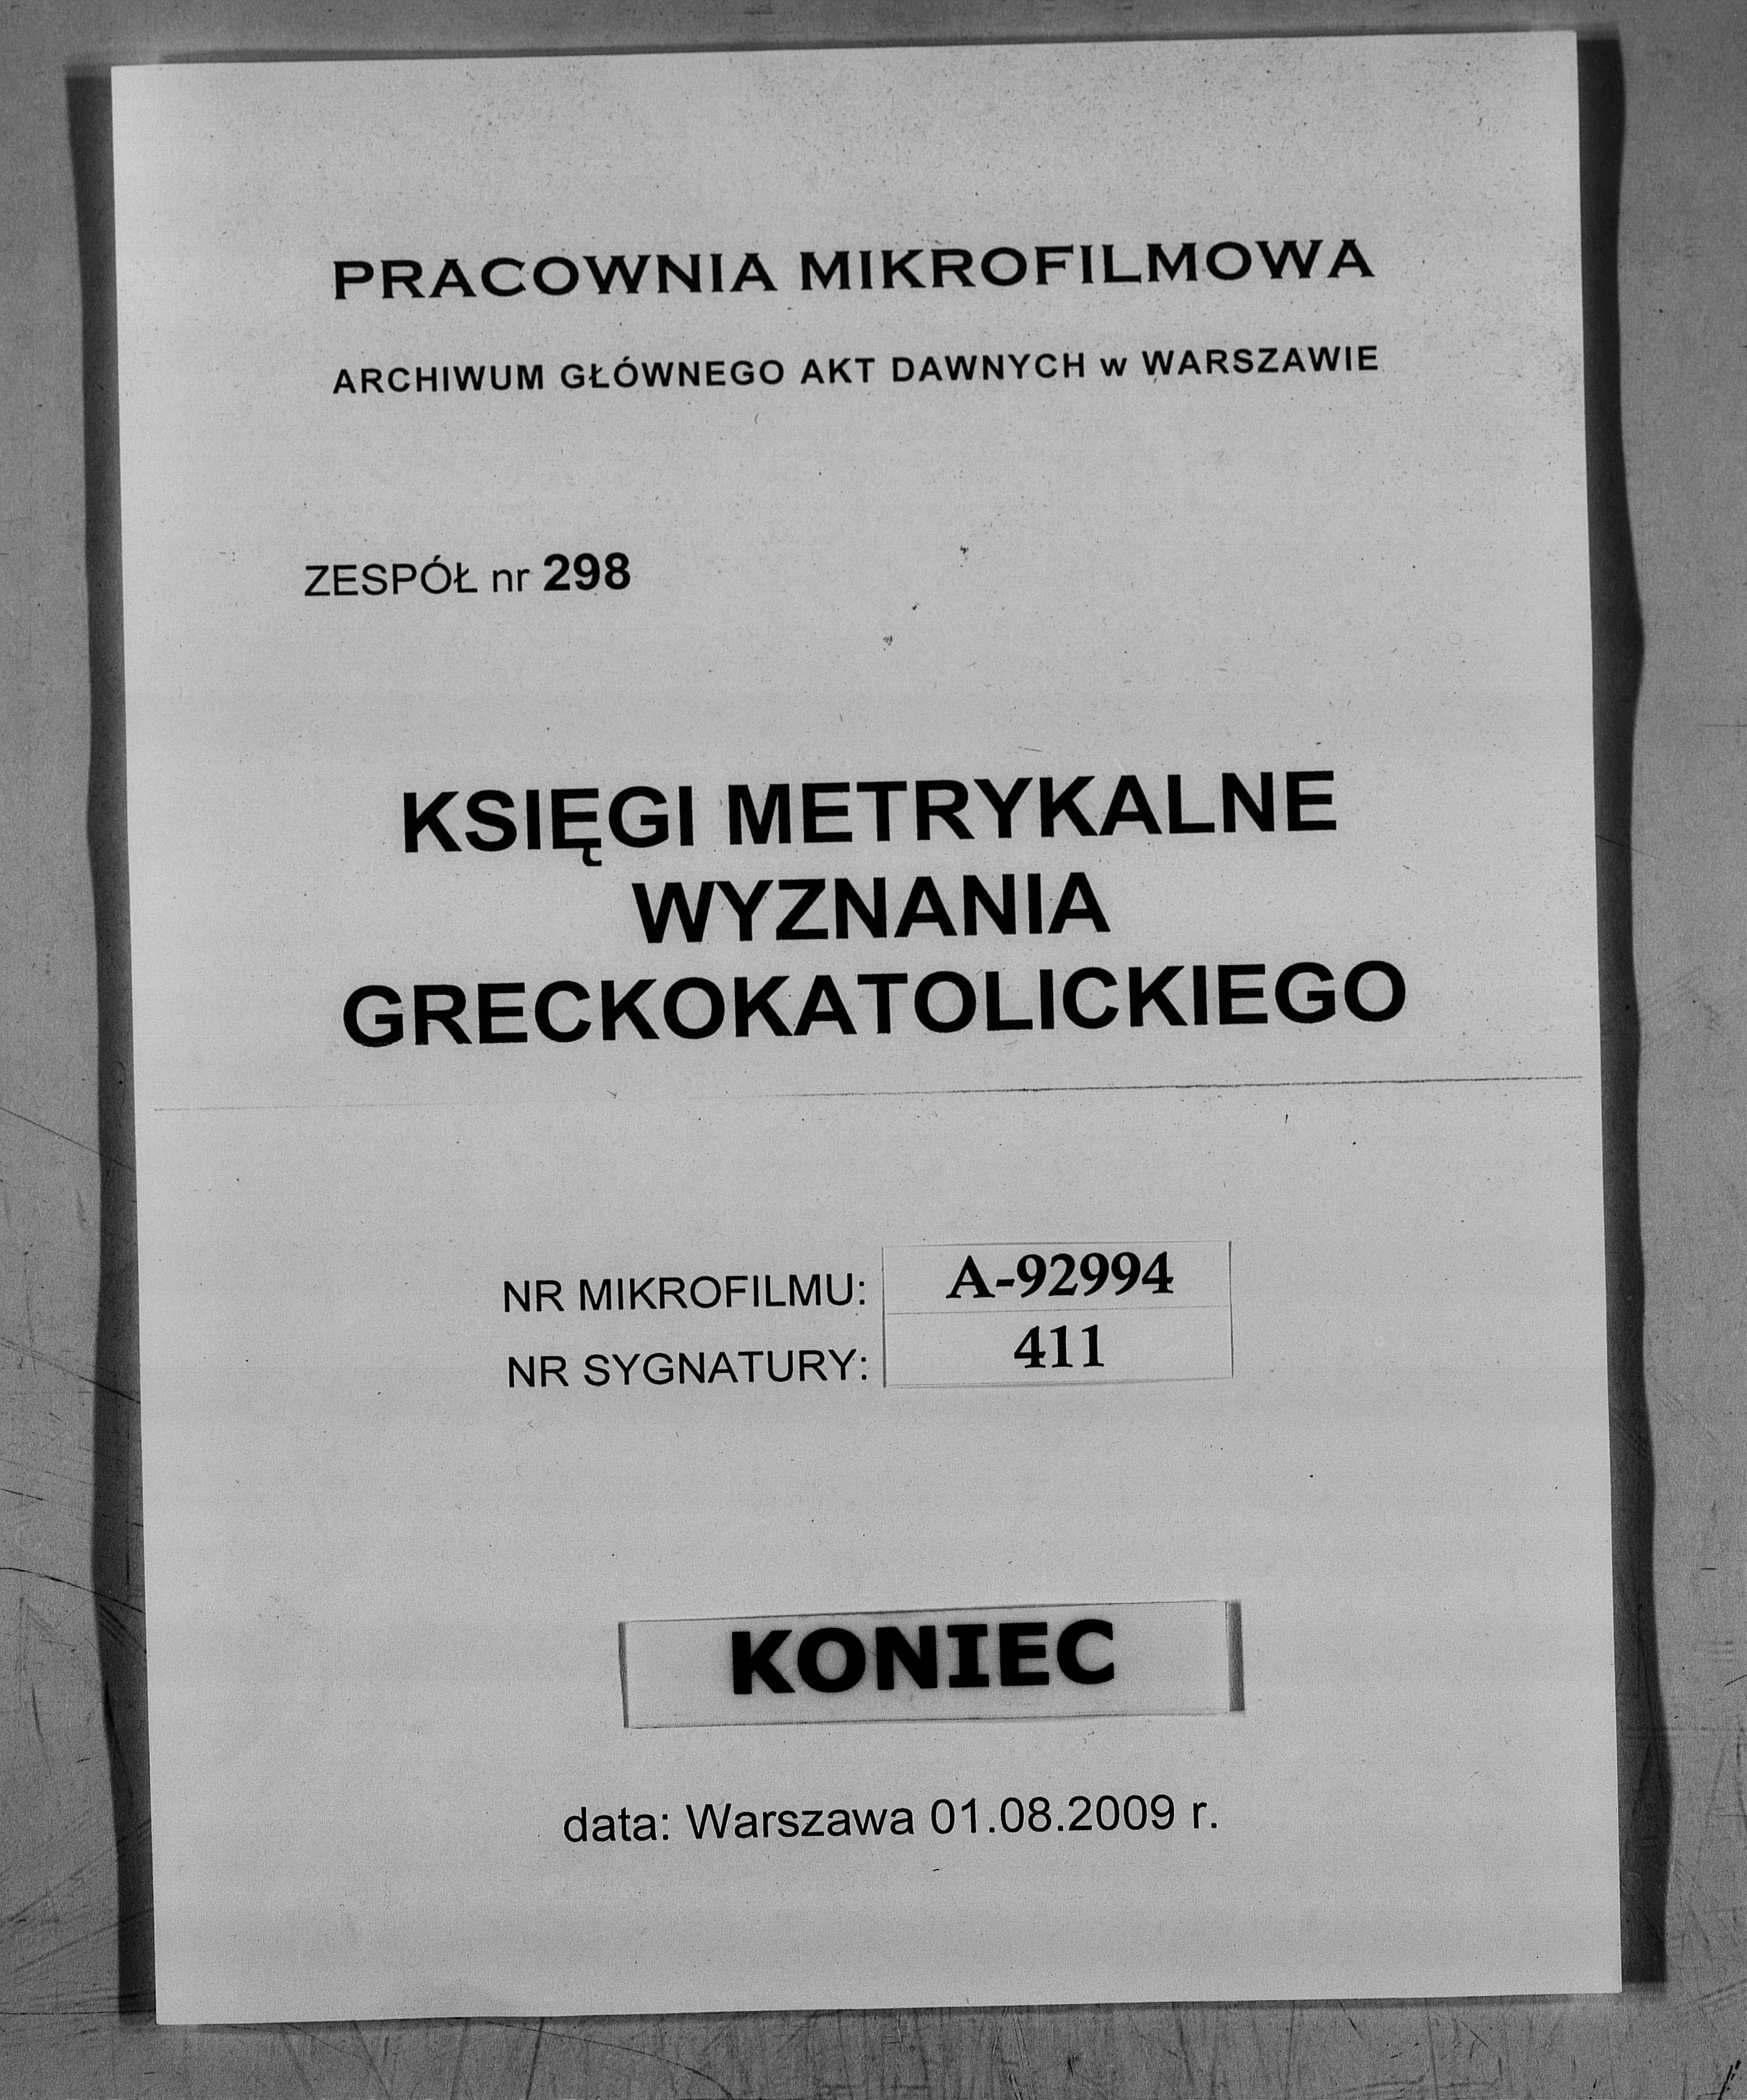 PRACOWNIA MIKROFILMOWA
ARCHIWUM GŁÓWNEGO AKT DAWNYCH w WARSZAWIE
ZESPÓŁ nr 298
KSIĘGI METRYKALNE
WYZNANIA
GRECKOKATOLICKIEGO
NR MIKROFILMU: A-92994
NR SYGNATURY: 411
KONIEC
data: Warszawa 01.08.2009 r.